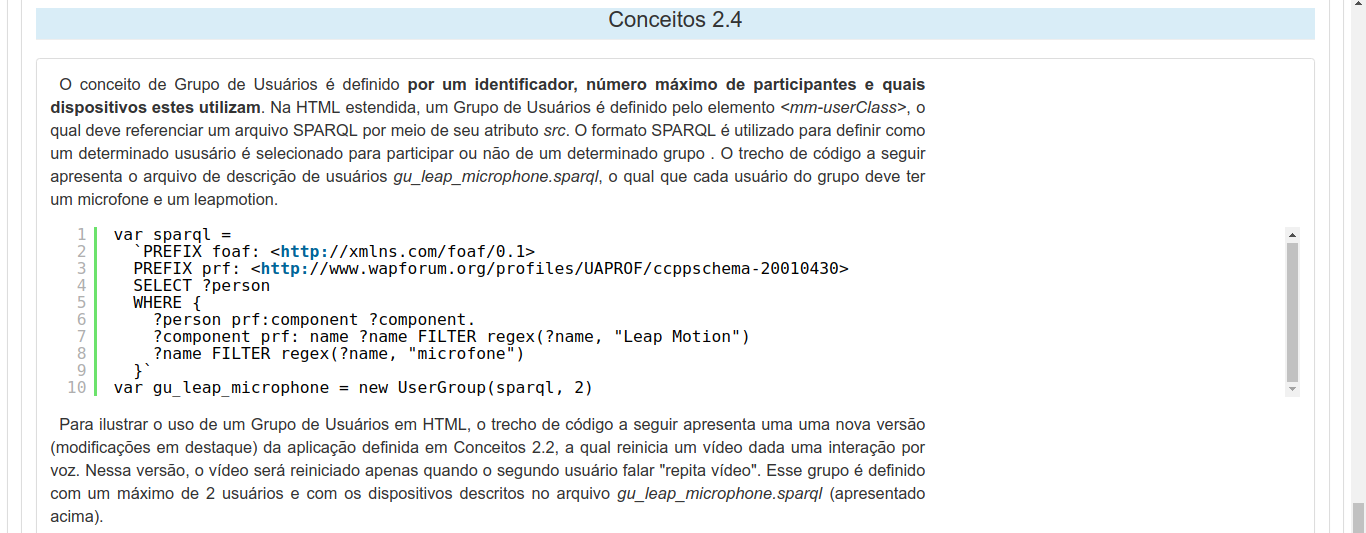 Conceitos 2.4
O conceito de Grupo de Usuários é definido por um identificador, número máximo de participantes e quais
dispositivos estes utilizam. Na HTML estendida, um Grupo de Usuários é definido pelo elemento <mm-userClass>, o
qual deve referenciar um arquivo SPARQL por meio de seu atributo src. O formato SPARQL é utilizado para definir como
um determinado ususário é selecionado para participar ou não de um determinado grupo . O trecho de código a seguir
apresenta o arquivo de descrição de usuários gu_leap_microphone.sparql, o qual que cada usuário do grupo deve ter
um microfone e um leapmotion.
1 var sparql =
2 `PREFIX foaf: <http://xmlns.com/foaf/0.1>
3 PREFIX prf: <http://www.wapforum.org/profiles/UAPROF/ccppschema-20010430>
4 SELECT ?person
5 WHERE {
6 ?person prf:component ?component.
7 ?component prf: name ?name FILTER regex(?name, "Leap Motion")
8 ?name FILTER regex(?name, "microfone")
9 }`
10 var gu_leap_microphone = new UserGroup(sparql, 2)
Para ilustrar o uso de um Grupo de Usuários em HTML, o trecho de código a seguir apresenta uma uma nova versão
(modificações em destaque) da aplicação definida em Conceitos 2.2, a qual reinicia um vídeo dada uma interação por
voz. Nessa versão, o vídeo será reiniciado apenas quando o segundo usuário falar "repita vídeo". Esse grupo é definido
com um máximo de 2 usuários e com os dispositivos descritos no arquivo gu_leap_microphone.sparql (apresentado
acima).